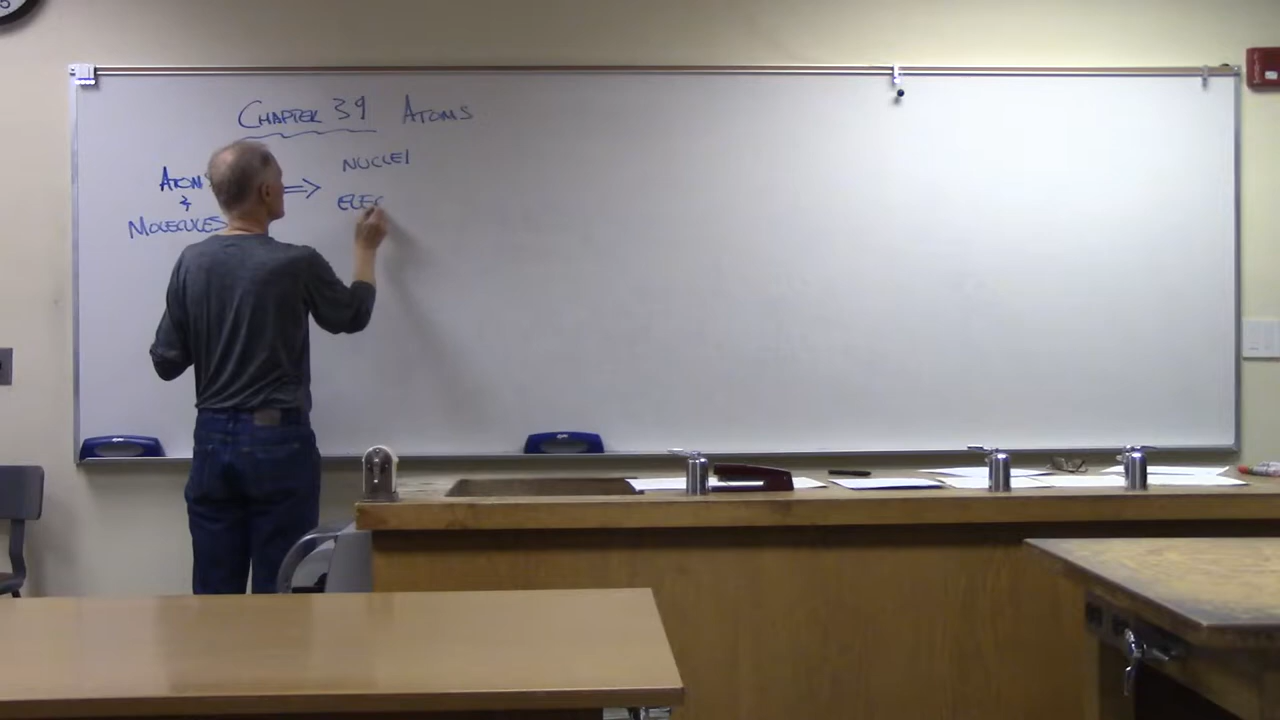 CHAPTER 39 ATOMS
NUCLEI
ATOMS
&
MOLECULES
⇒
ELEC